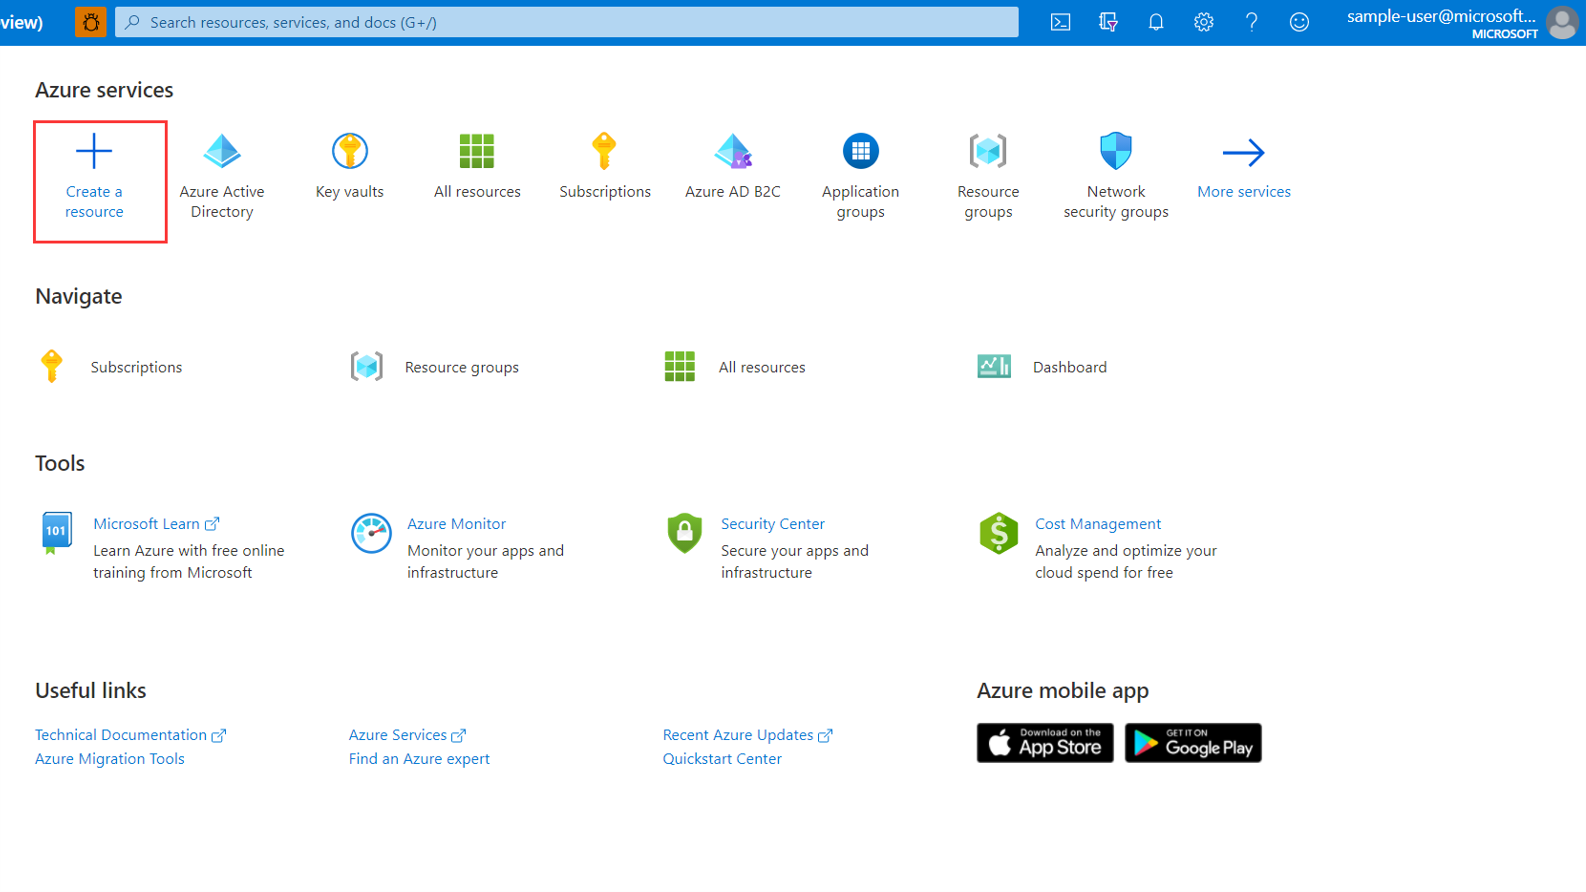 view)
Search resources, services, and docs (G+/)
sample-user@microsoft...
MICROSOFT
Azure services
Create a
resource
Azure Active
Directory
Key vaults
All resources
Subscriptions
Azure AD B2C
Application
groups
Resource
groups
Network
security groups
More services
Navigate
Subscriptions
Resource groups
All resources
Dashboard
Tools
101
Microsoft Learn
Learn Azure with free online
training from Microsoft
Azure Monitor
Monitor your apps and
infrastructure
Security Center
Secure your apps and
infrastructure
$
Cost Management
Analyze and optimize your
cloud spend for free
Useful links
Technical Documentation
Azure Services
Recent Azure Updates
Azure Migration Tools
Find an Azure expert
Quickstart Center
Azure mobile app
Download on the
App Store
GET IT ON
Google Play